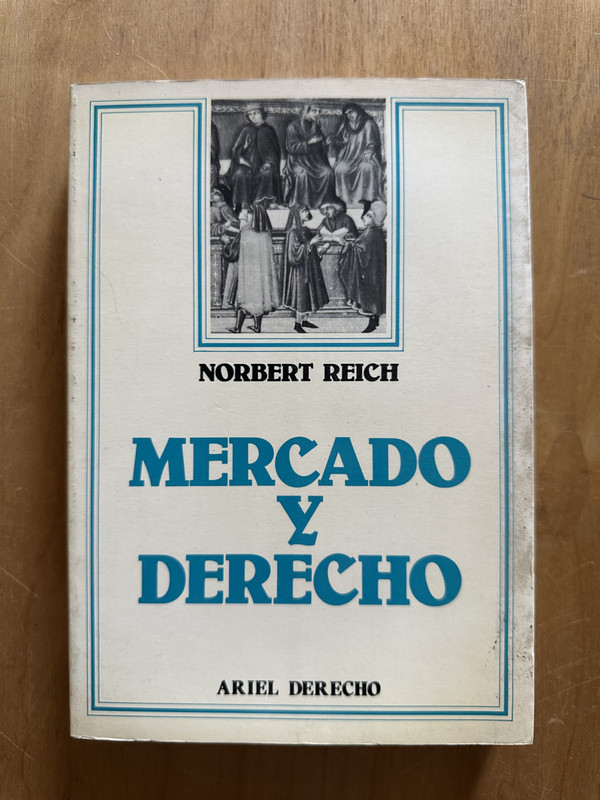 NORBERT REICH
MERCADO
Y
DERECHO
ARIEL DERECHO